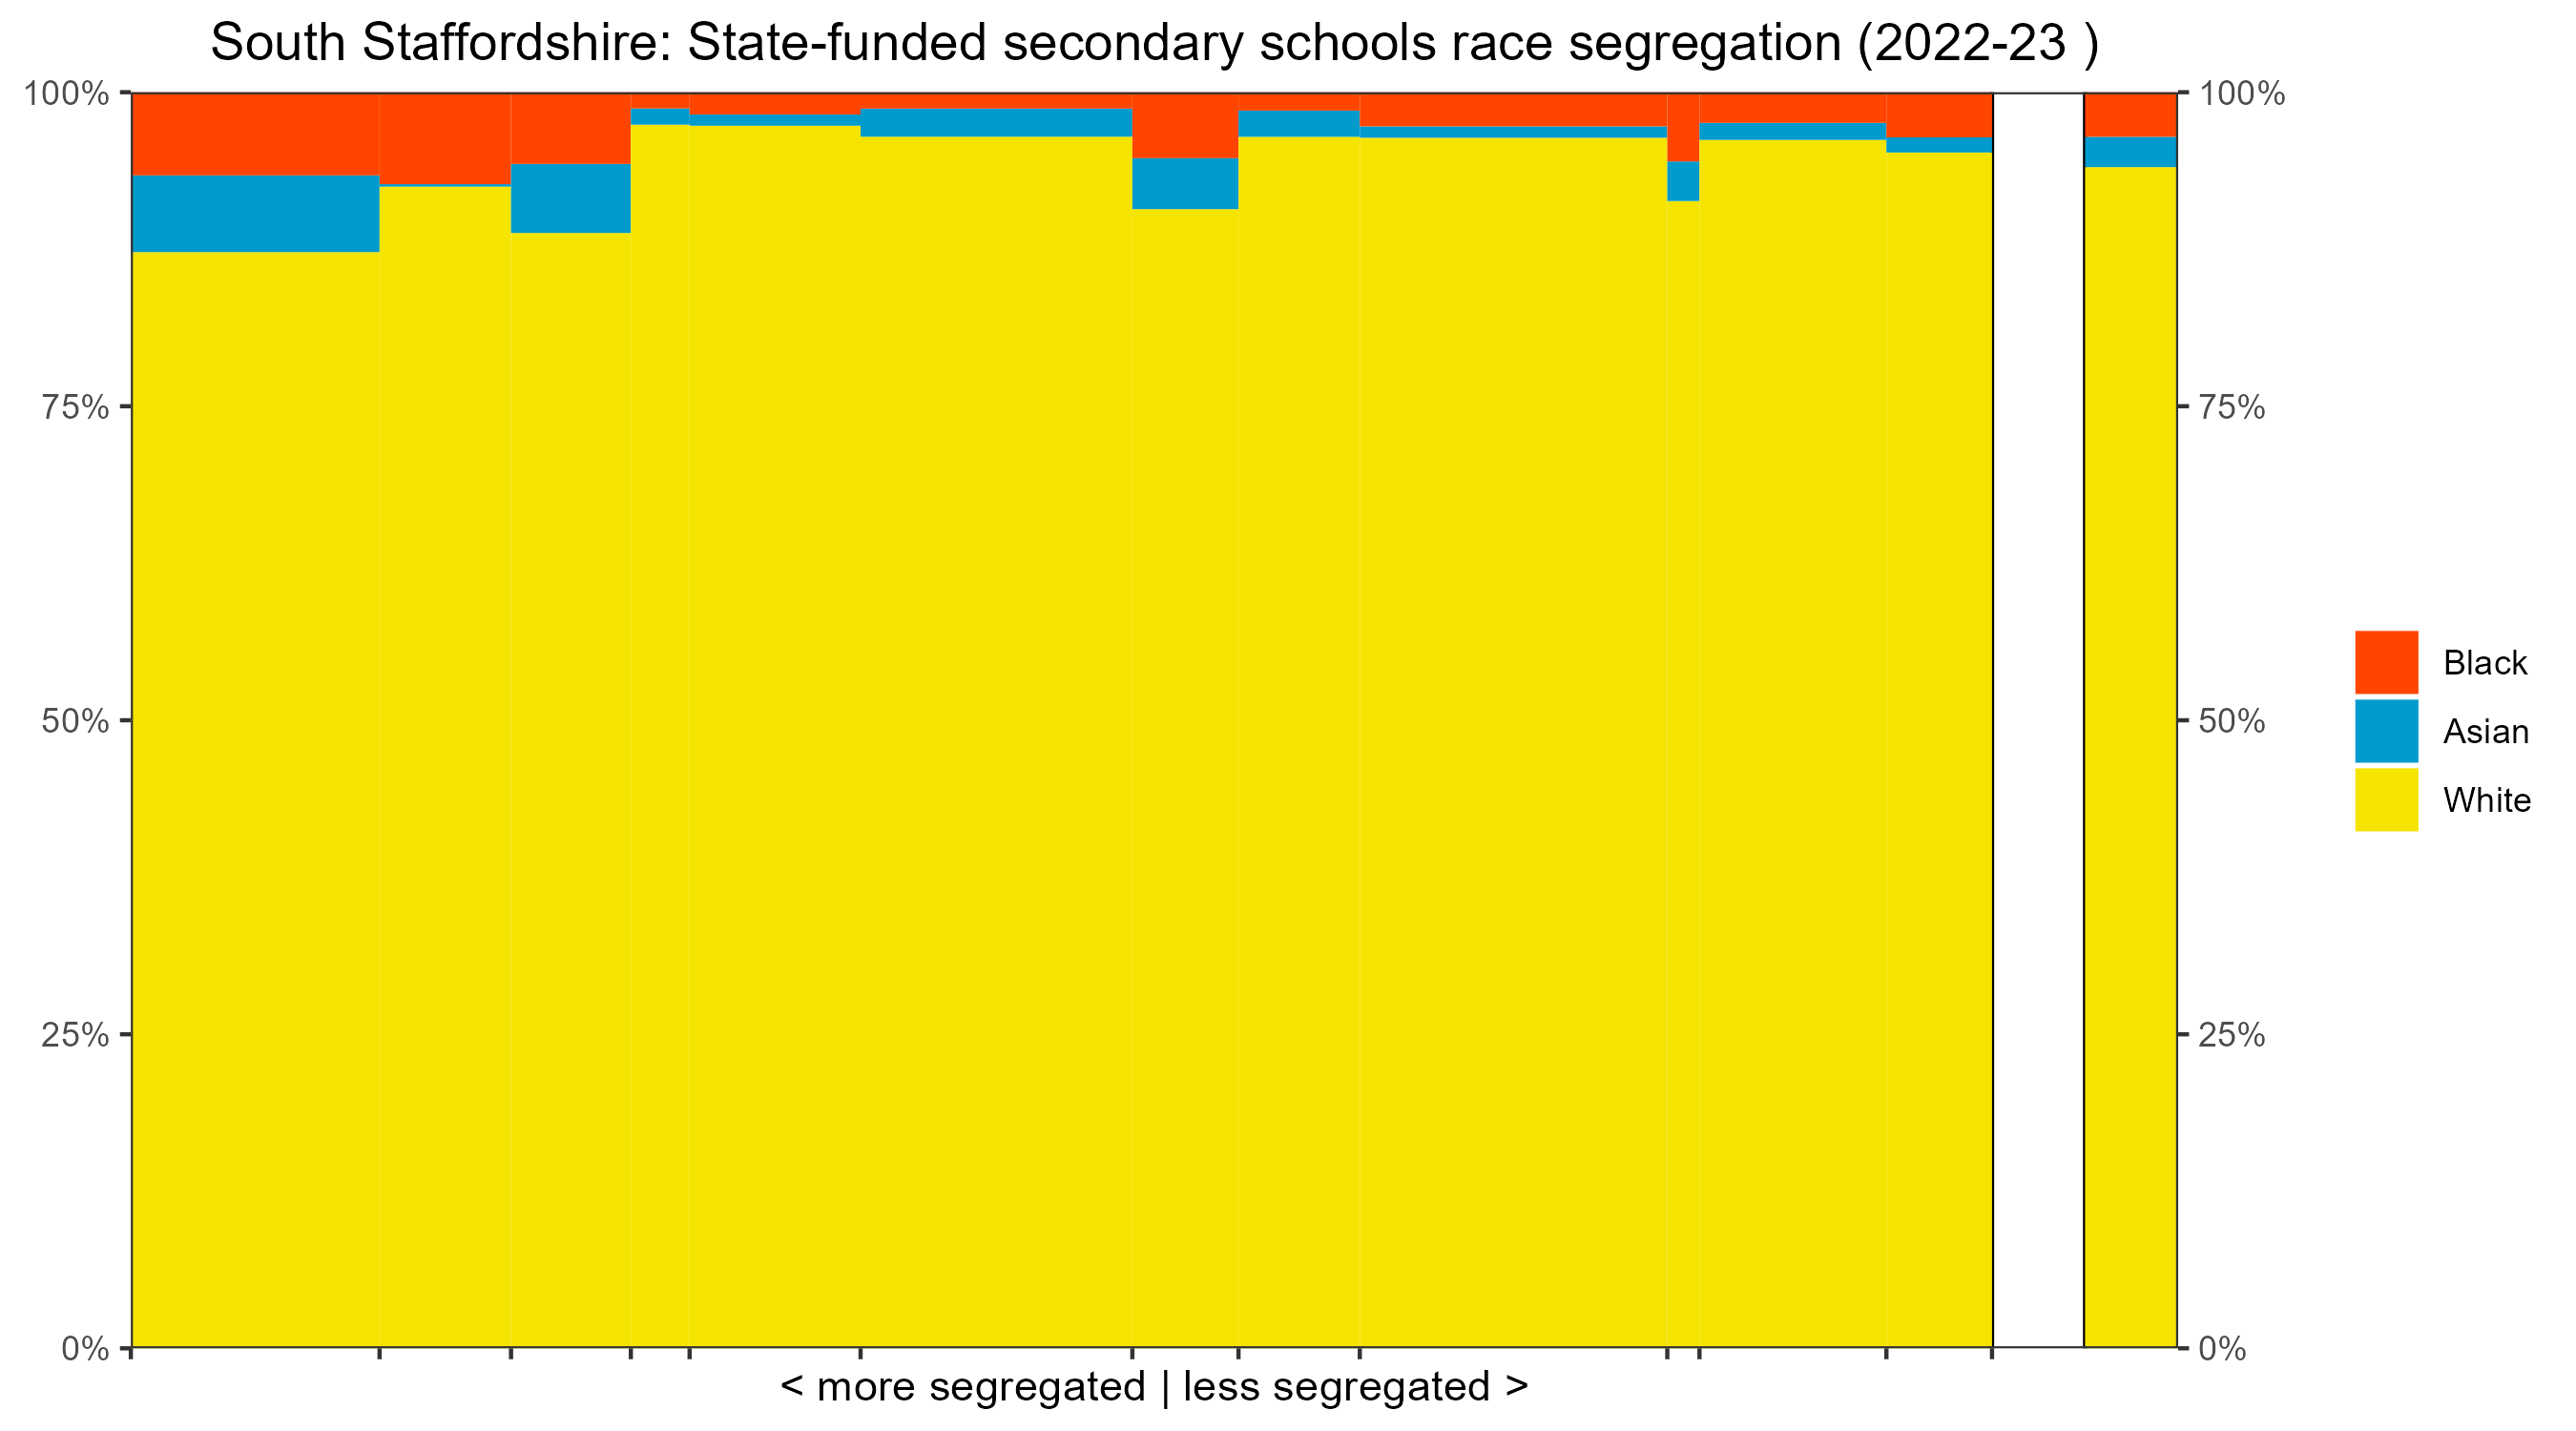 South Staffordshire: State-funded secondary schools race segregation (2022-23 )
100%
75%
50%
25%
0%
100%
75%
50%
25%
0%
< more segregated | less segregated >
Black
Asian
White